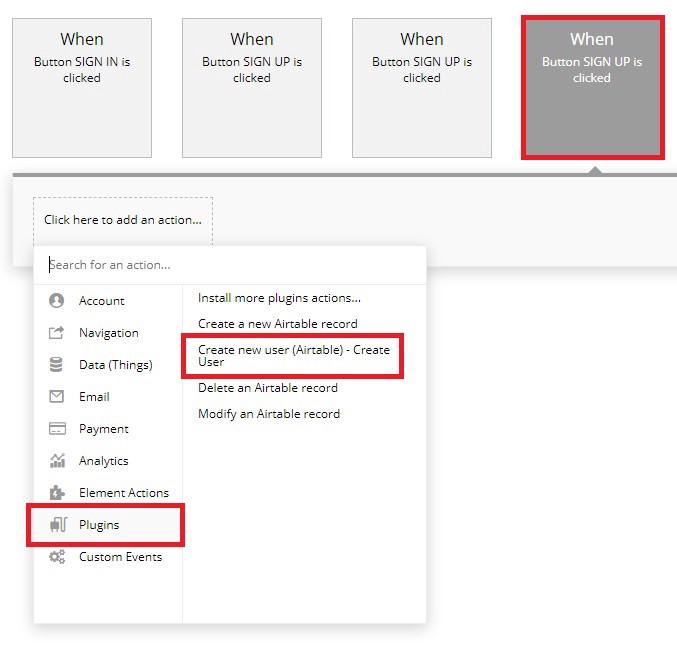 When
Button SIGN IN is
clicked
When
Button SIGN UP is
clicked
When
Button SIGN UP is
clicked
When
Button SIGN UP is
clicked
Click here to add an action...
Search for an action...
Account
Navigation
Data (Things)
Email
Payment
Analytics
Element Actions
Plugins
Custom Events
Install more plugins actions...
Create a new Airtable record
Create new user (Airtable) - Create
User
Delete an Airtable record
Modify an Airtable record